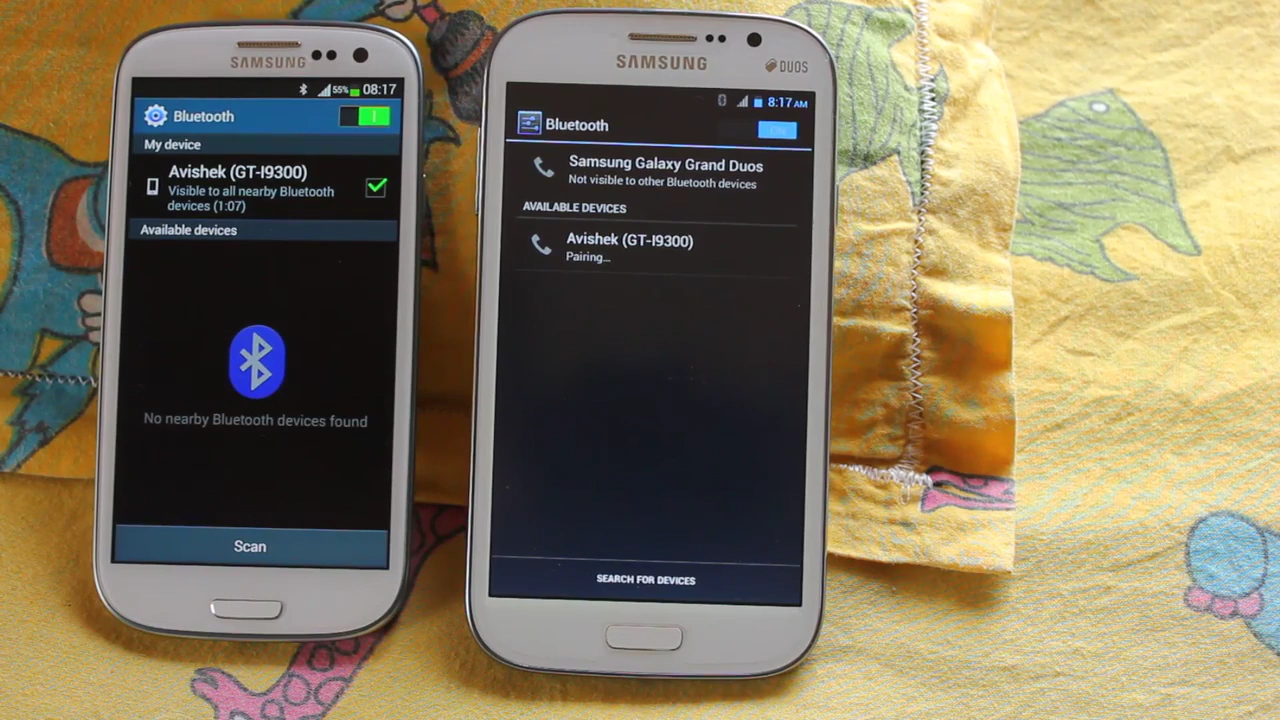 SAMSUNG
55% 08:17
Bluetooth
My device
Avishek (GT-I9300)
Visible to all nearby Bluetooth
devices (1:07)
Available devices
No nearby Bluetooth devices found
Scan
SAMSUNG
DUOS
8:17 AM
Bluetooth
ON
Samsung Galaxy Grand Duos
Not visible to other Bluetooth devices
AVAILABLE DEVICES
Avishek (GT-I9300)
Pairing...
SEARCH FOR DEVICES